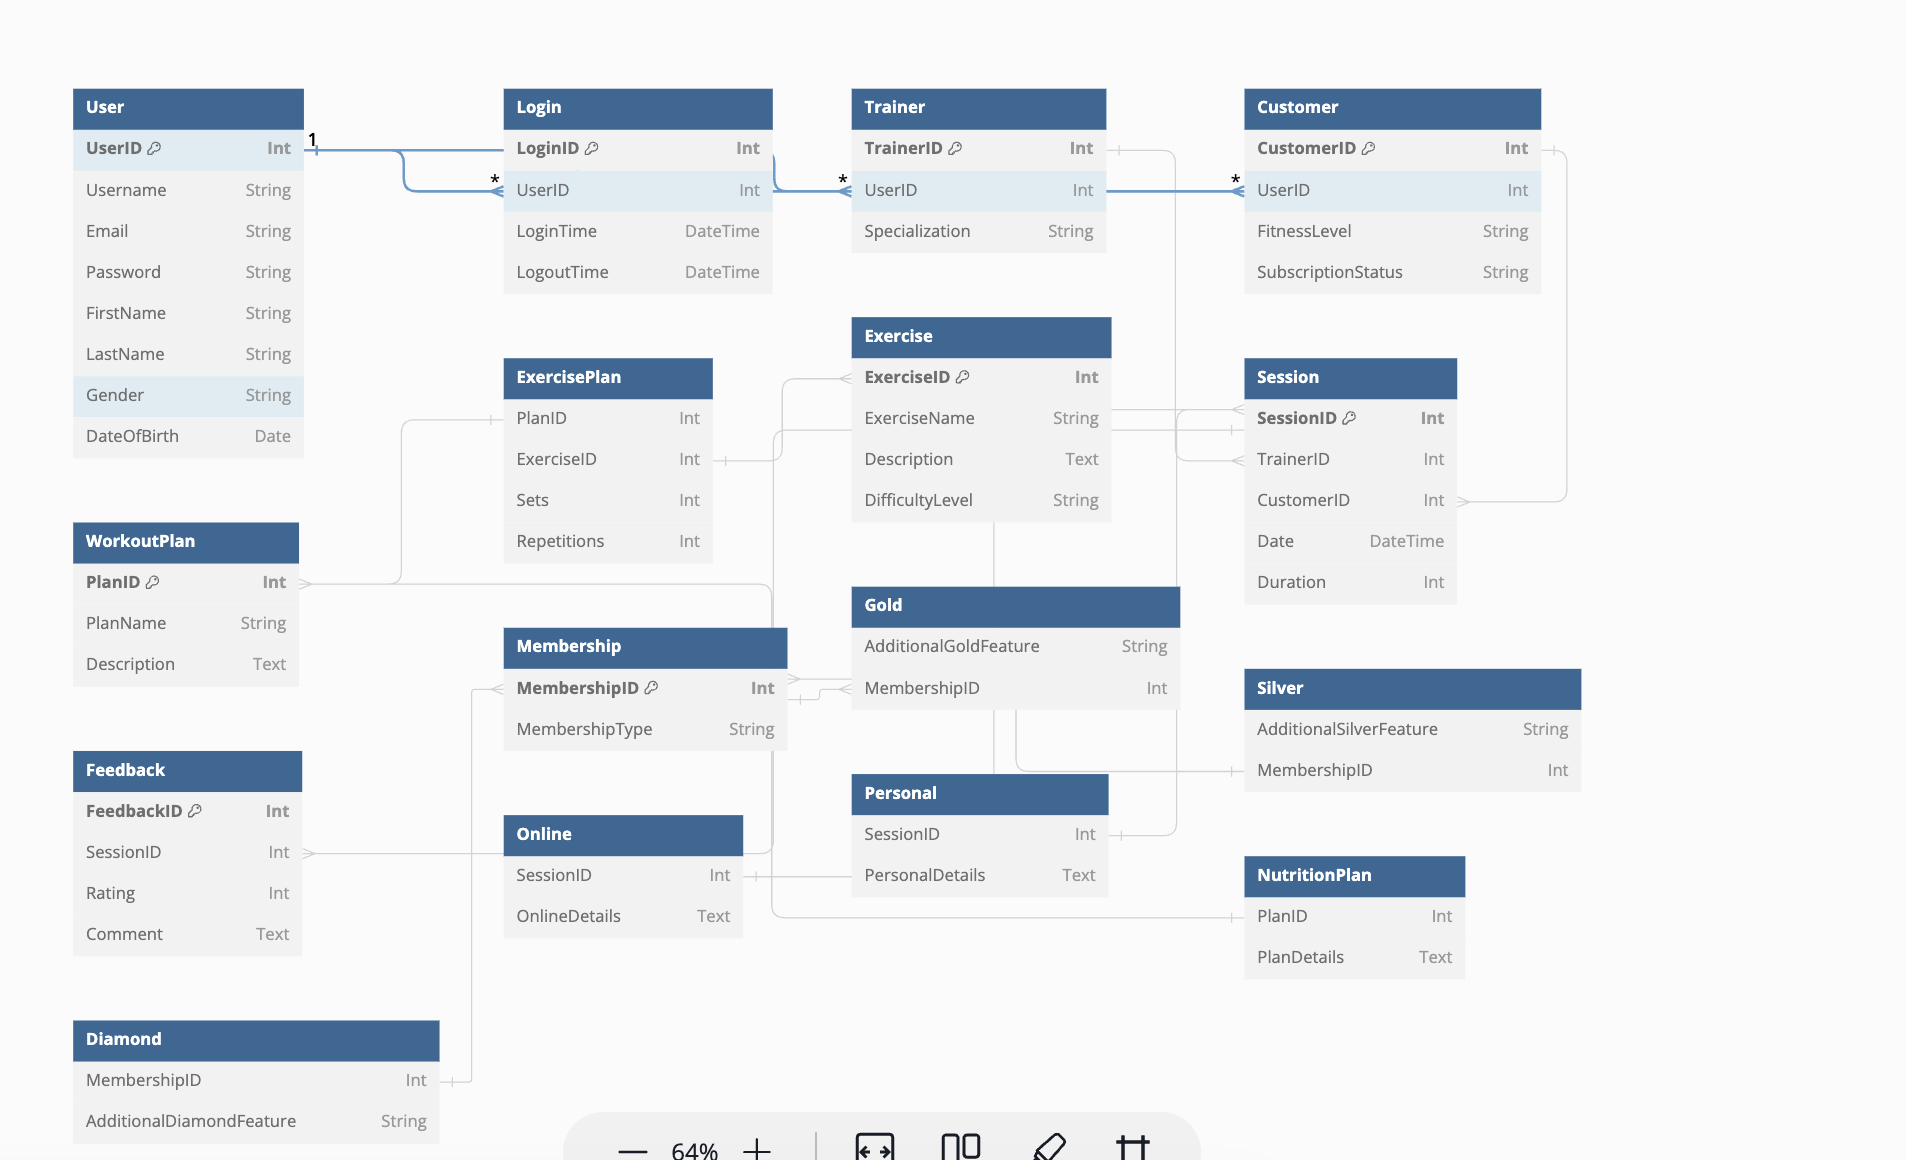 User
UserID Int
Username String
Email String
Password String
FirstName String
LastName String
Gender String
DateOfBirth Date
1
Login
LoginID Int
* UserID Int
LoginTime DateTime
LogoutTime DateTime
Trainer
TrainerID Int
* UserID Int
Specialization String
Customer
CustomerID Int
* UserID Int
FitnessLevel String
SubscriptionStatus String
ExercisePlan
PlanID Int
ExerciseID Int
Sets Int
Repetitions Int
Exercise
ExerciseID Int
ExerciseName String
Description Text
DifficultyLevel String
Session
SessionID Int
TrainerID Int
CustomerID Int
Date DateTime
Duration Int
WorkoutPlan
PlanID Int
PlanName String
Description Text
Membership
MembershipID Int
MembershipType String
Gold
AdditionalGoldFeature String
MembershipID Int
Silver
AdditionalSilverFeature String
MembershipID Int
Feedback
FeedbackID Int
SessionID Int
Rating Int
Comment Text
Online
SessionID Int
OnlineDetails Text
Personal
SessionID Int
PersonalDetails Text
NutritionPlan
PlanID Int
PlanDetails Text
Diamond
MembershipID Int
AdditionalDiamondFeature String
64%